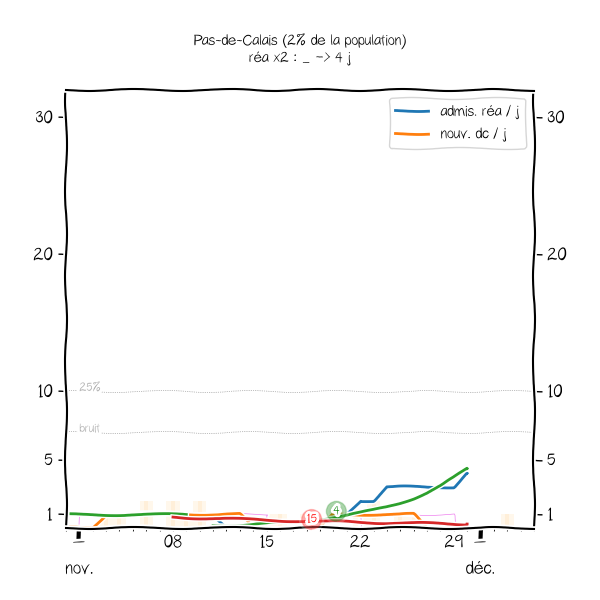 Pas-de-Calais (2% de la population)
réa x2 : _ -> 4 j
admis. réa / j
nouv. dc / j
30
30
20
20
25%
10
10
bruit
5
5
4
15
1
1
08
15
22
29
nov.
déc.